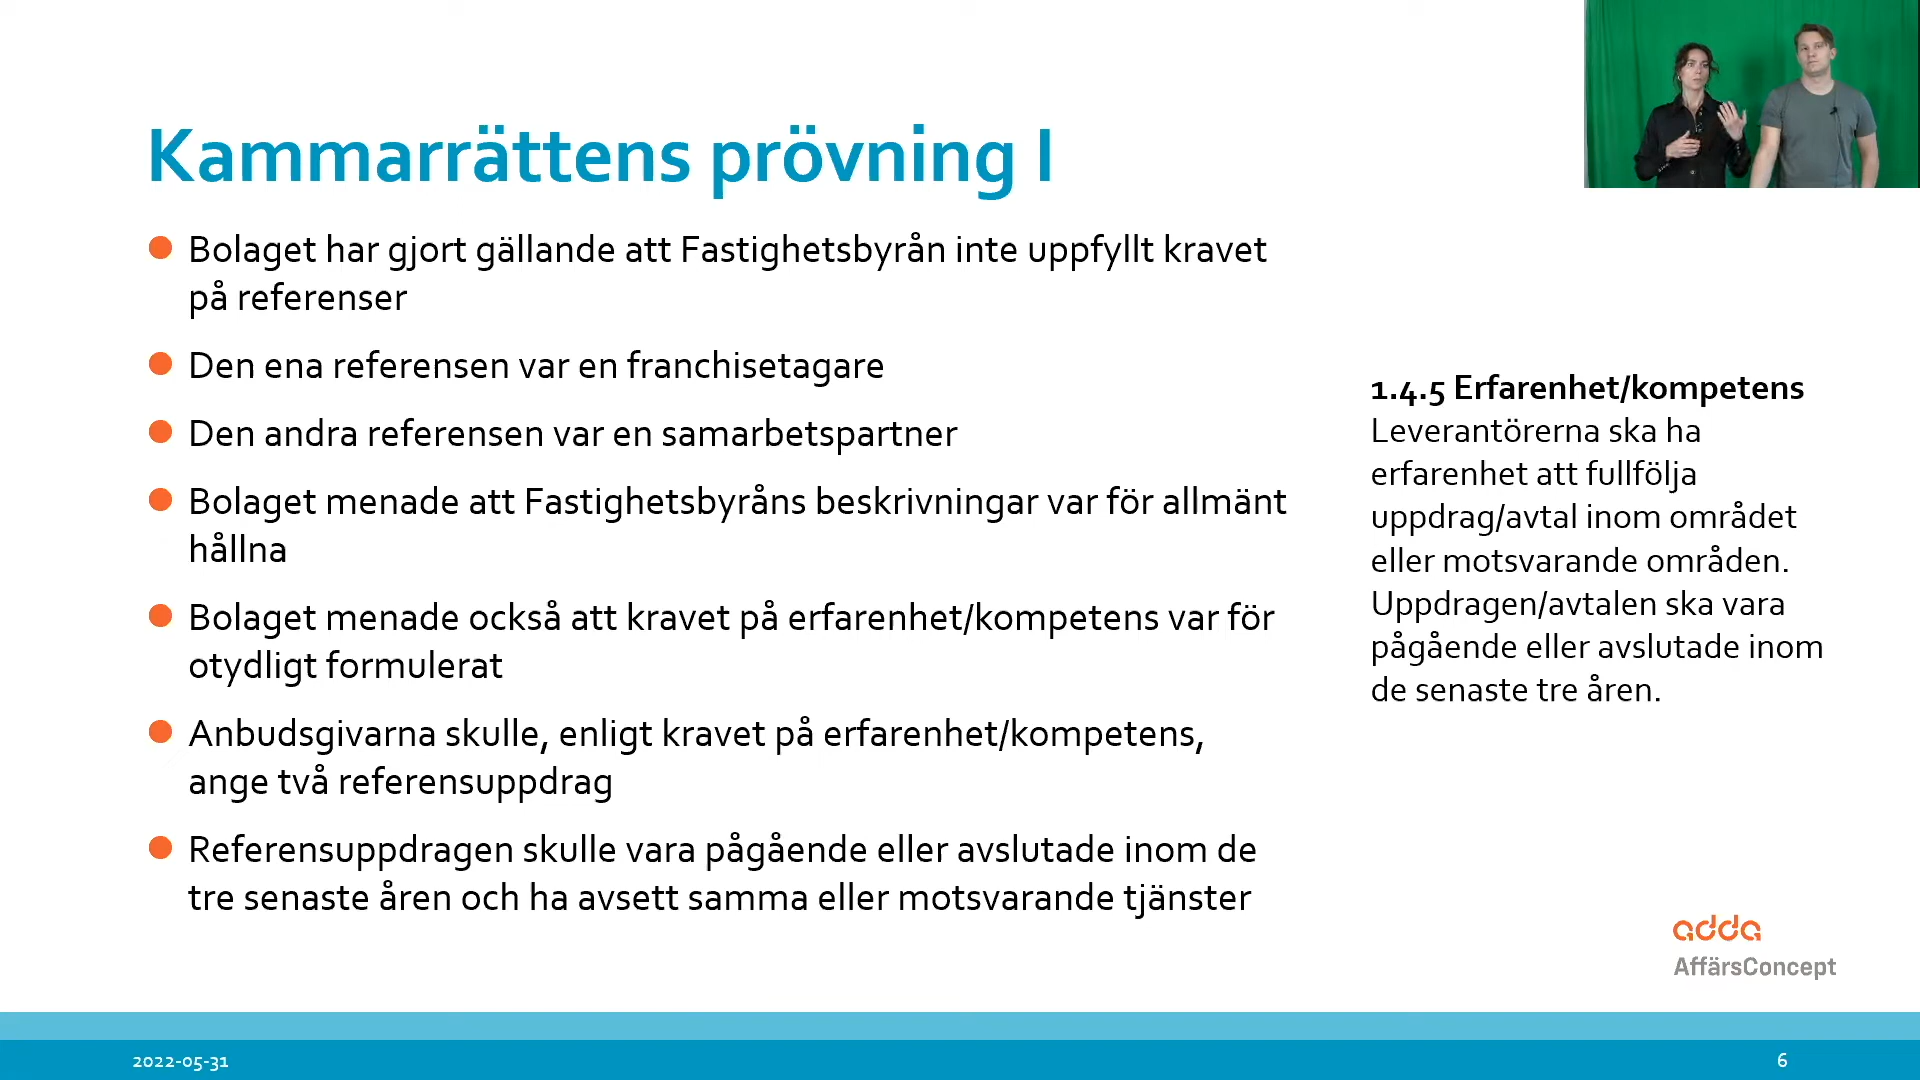 Kammarrättens prövning I
Bolaget har gjort gällande att Fastighetsbyrån inte uppfyllt kravet
på referenser
Den ena referensen var en franchisetagare
Den andra referensen var en samarbetspartner
Bolaget menade att Fastighetsbyråns beskrivningar var för allmänt
hållna
Bolaget menade också att kravet på erfarenhet/kompetens var för
otydligt formulerat
Anbudsgivarna skulle, enligt kravet på erfarenhet/kompetens,
ange två referensuppdrag
Referensuppdragen skulle vara pågående eller avslutade inom de
tre senaste åren och ha avsett samma eller motsvarande tjänster
1.4.5 Erfarenhet/kompetens
Leverantörerna ska ha
erfarenhet att fullfölja
uppdrag/avtal inom området
eller motsvarande områden.
Uppdragen/avtalen ska vara
pågående eller avslutade inom
de senaste tre åren.
adda
AffärsConcept
2022-05-31
6